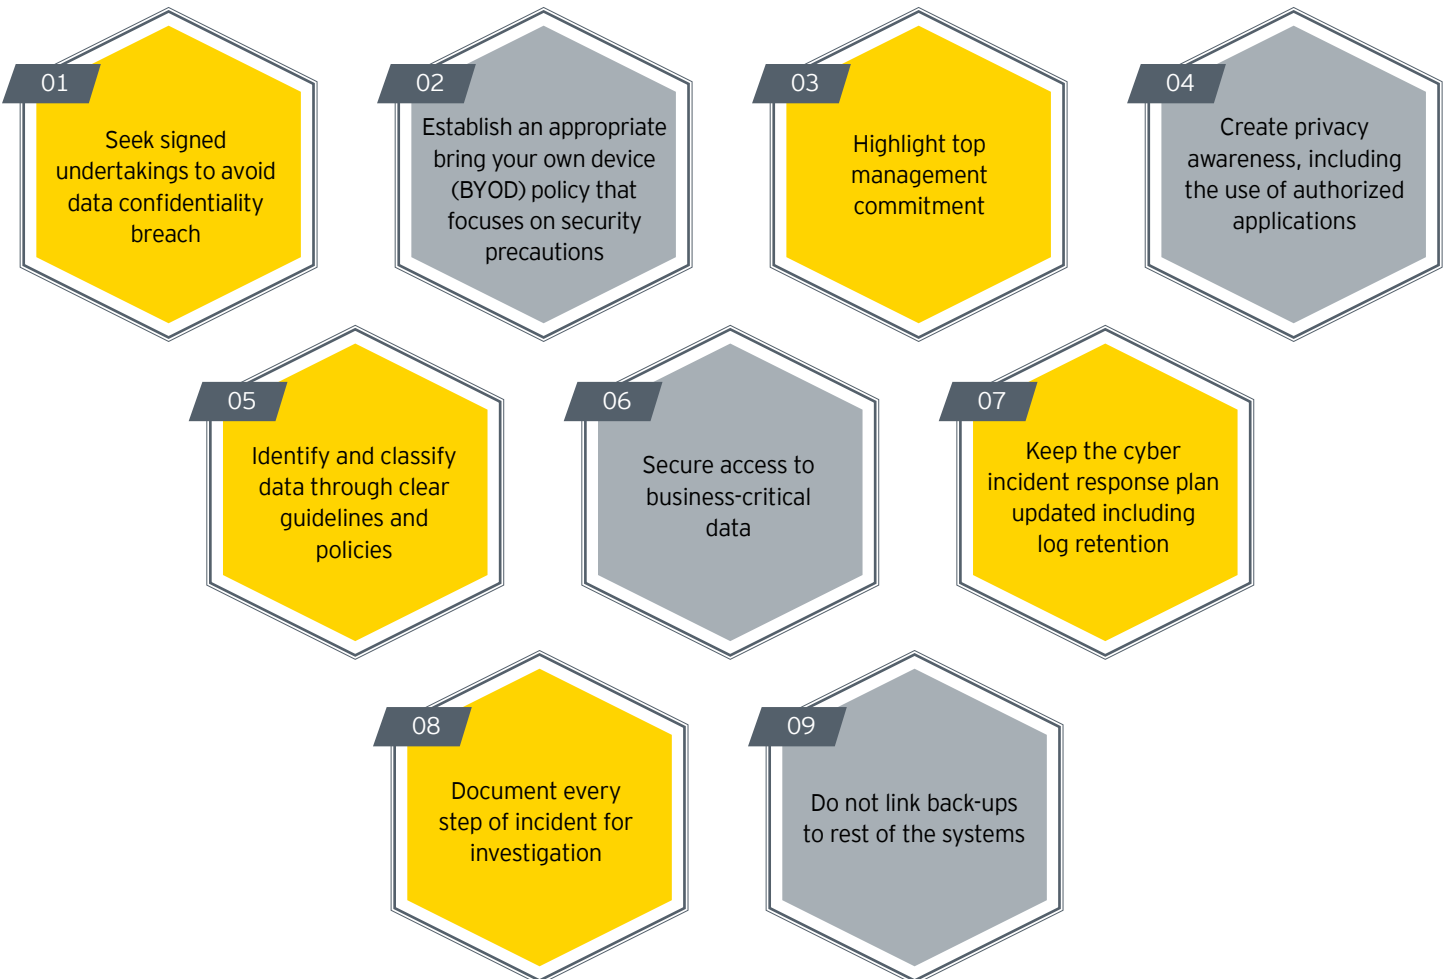 01
Seek signed
undertakings to avoid
data confidentiality
breach
02
Establish an appropriate
bring your own device
(BYOD) policy that
focuses on security
precautions
03
Highlight top
management
commitment
04
Create privacy
awareness, including
the use of authorized
applications
05
Identify and classify
data through clear
guidelines and
policies
06
Secure access to
business-critical
data
07
Keep the cyber
incident response plan
updated including
log retention
08
Document every
step of incident for
investigation
09
Do not link back-ups
to rest of the systems